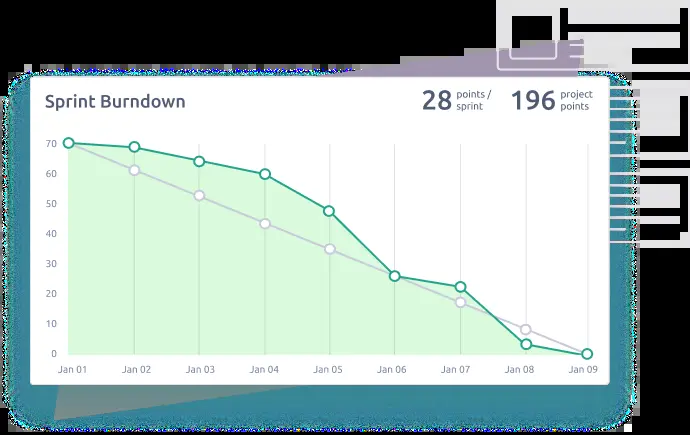 Sprint Burndown
28 points / sprint
196 project points
70
60
50
40
30
20
10
0
Jan 01 Jan 02 Jan 03 Jan 04 Jan 05 Jan 06 Jan 07 Jan 08 Jan 09